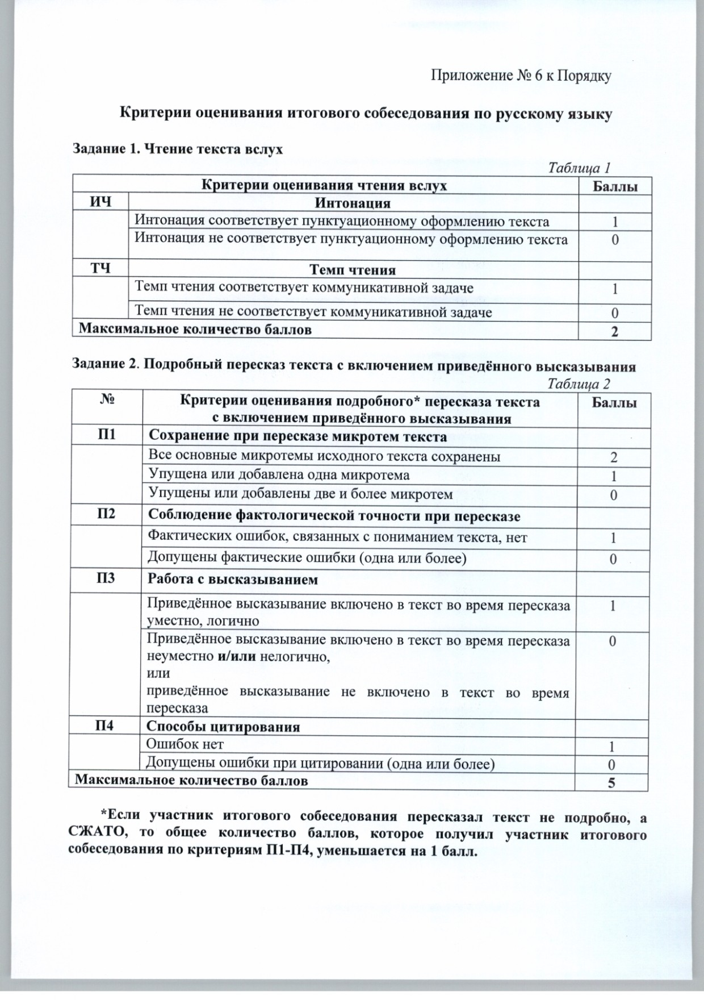 Приложение № 6 к Порядку
Критерии оценивания итогового собеседования по русскому языку
Задание 1. Чтение текста вслух
Таблица 1
Критерии оценивания чтения вслух Баллы
ИЧ Интонация
Интонация соответствует пунктуационному оформлению текста 1
Интонация не соответствует пунктуационному оформлению текста 0
ТЧ Темп чтения
Темп чтения соответствует коммуникативной задаче 1
Темп чтения не соответствует коммуникативной задаче 0
Максимальное количество баллов 2
Задание 2. Подробный пересказ текста с включением приведённого высказывания
Таблица 2
№ Критерии оценивания подробного* пересказа текста Баллы
с включением приведённого высказывания
П1 Сохранение при пересказе микротем текста
Все основные микротемы исходного текста сохранены 2
Упущена или добавлена одна микротема 1
Упущены или добавлены две и более микротем 0
П2 Соблюдение фактологической точности при пересказе
Фактических ошибок, связанных с пониманием текста, нет 1
Допущены фактические ошибки (одна или более) 0
П3 Работа с высказыванием
Приведённое высказывание включено в текст во время пересказа 1
уместно, логично
Приведённое высказывание включено в текст во время пересказа 0
неуместно и/или нелогично,
или
приведённое высказывание не включено в текст во время
пересказа
П4 Способы цитирования
Ошибок нет 1
Допущены ошибки при цитировании (одна или более) 0
Максимальное количество баллов 5
*Если участник итогового собеседования пересказал текст не подробно, а
СЖАТО, то общее количество баллов, которое получил участник итогового
собеседования по критериям П1-П4, уменьшается на 1 балл.